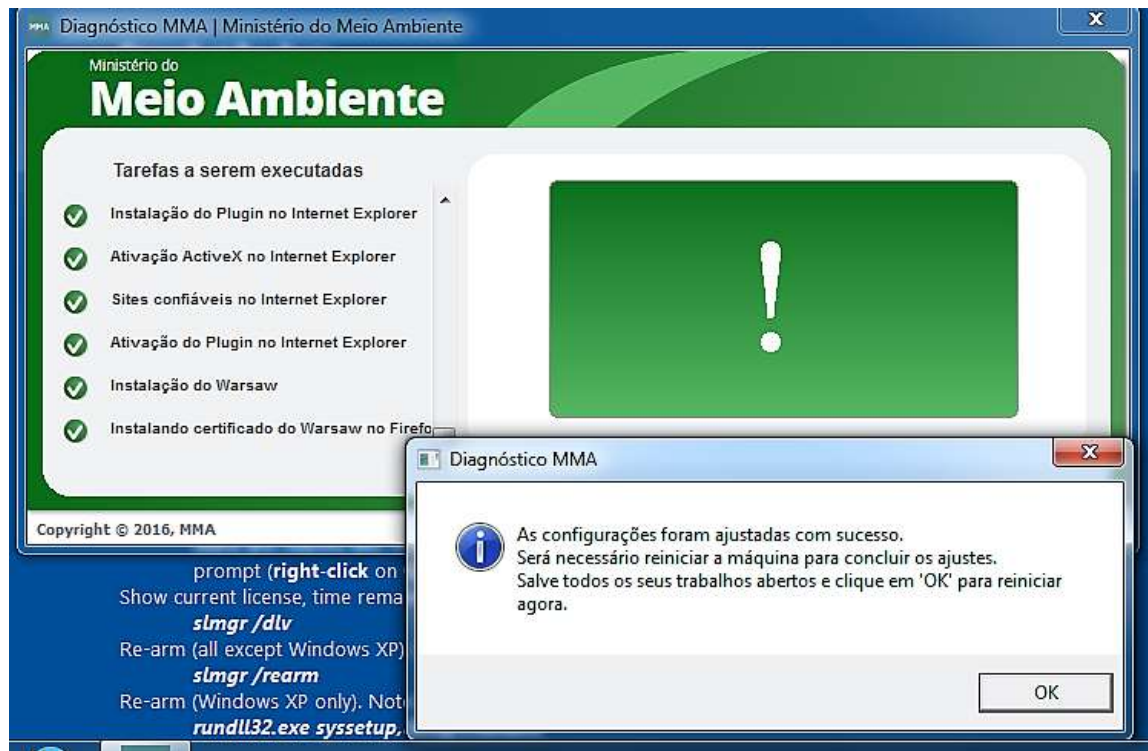 MMA Diagnóstico MMA | Ministério do Meio Ambiente
X
Ministério do
Meio Ambiente
Tarefas a serem executadas
Instalação do Plugin no Internet Explorer
Ativação ActiveX no Internet Explorer
Sites confiáveis no Internet Explorer
Ativação do Plugin no Internet Explorer
Instalação do Warsaw
Instalando certificado do Warsaw no Firefo
!
Copyright © 2016, MMA
Diagnóstico MMA
X
As configurações foram ajustadas com sucesso.
Será necessário reiniciar a máquina para concluir os ajustes.
Salve todos os seus trabalhos abertos e clique em 'OK' para reiniciar
agora.
OK
prompt (right-click on
Show current license, time rema
slmgr /dlv
Re-arm (all except Windows XP)
slmgr /rearm
Re-arm (Windows XP only). Not
rundll32.exe syssetup,